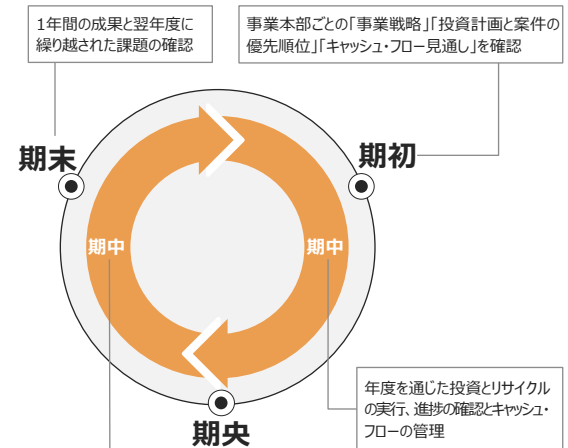 1年間の成果と翌年度に
繰り越された課題の確認
事業本部ごとの「事業戦略」「投資計画と案件の
優先順位」「キャッシュ・フロー見通し」を確認
期末
期初
期中
期中
期央
年度を通じた投資とリサイクル
の実行、進捗の確認とキャッシュ・
フローの管理